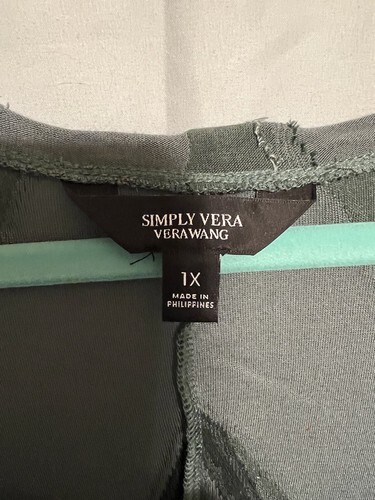 SIMPLY VERA
VERAWANG
1X
MADE IN
PHILIPPINES